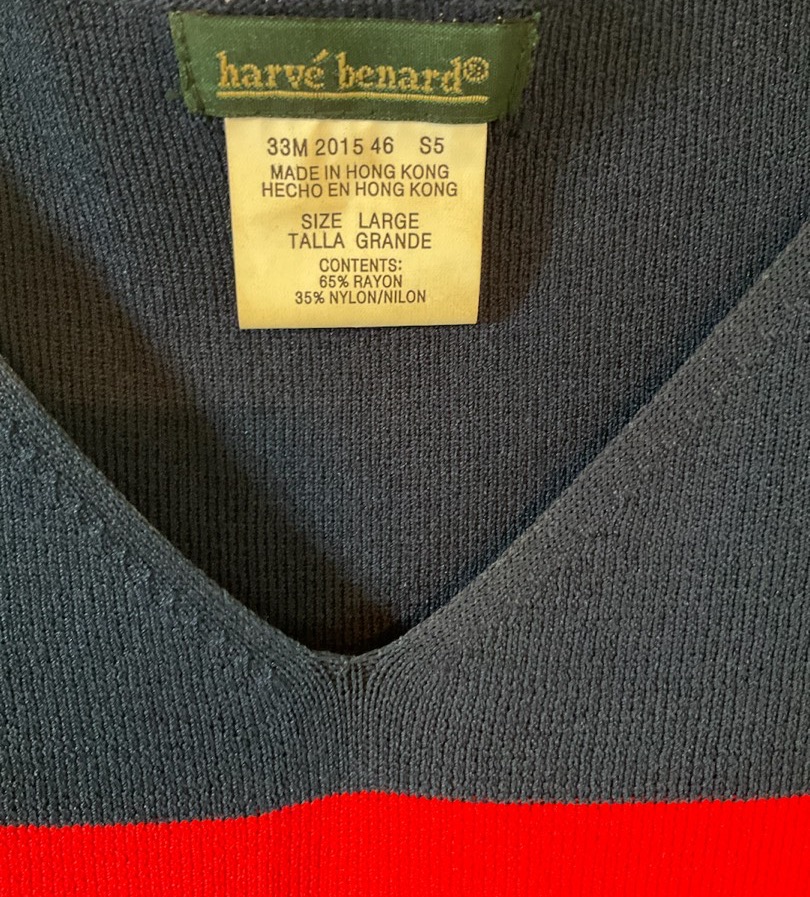 harvé benard®
33M 2015 46 S5
MADE IN HONG KONG
HECHO EN HONG KONG
SIZE LARGE
TALLA GRANDE
CONTENTS:
65% RAYON
35% NYLON/NILON